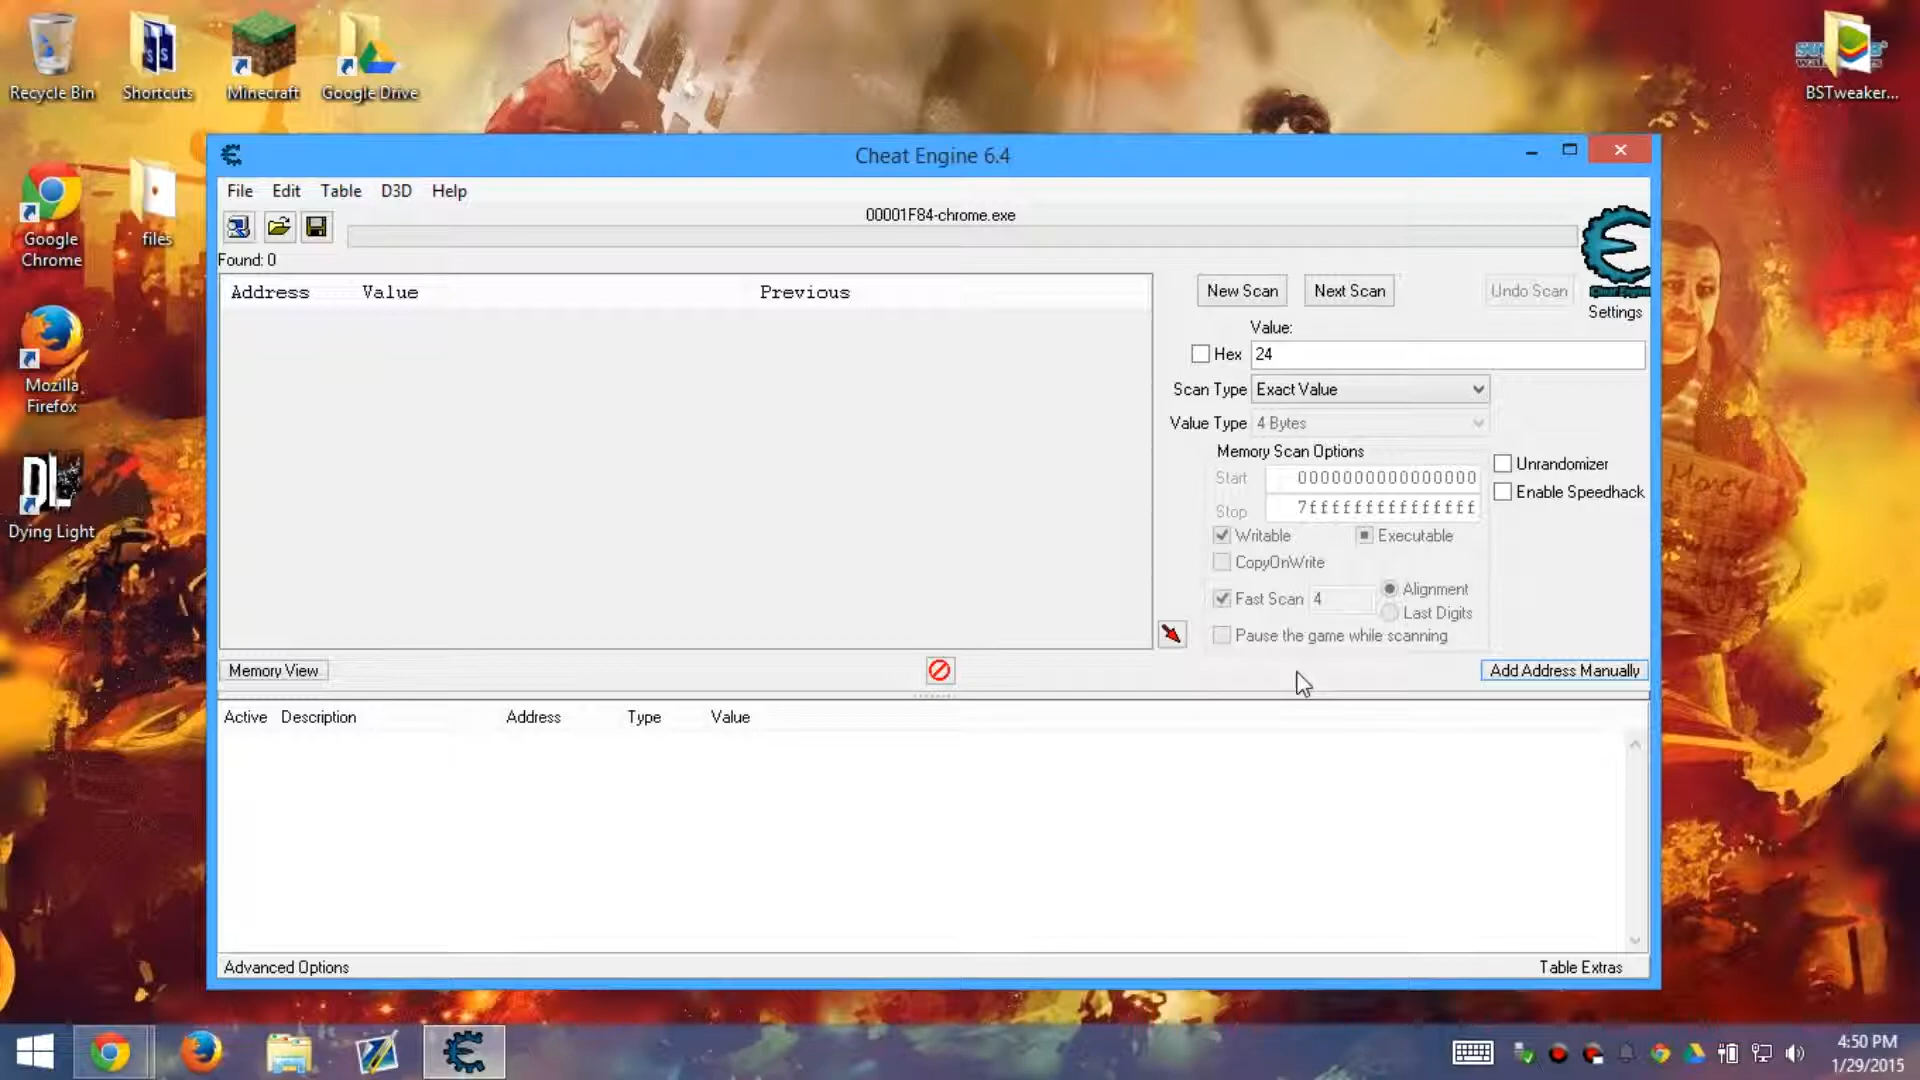 Recycle Bin
Shortcuts
Minecraft
Google Drive
BSTweaker...
Google
Chrome
files
Mozilla
Firefox
Dying Light
Cheat Engine 6.4
File Edit Table D3D Help
00001F84-chrome.exe
Found: 0
Address Value Previous
New Scan Next Scan Undo Scan
Cheat Engine
Settings
Value:
Hex 24
Scan Type Exact Value
Value Type 4 Bytes
Memory Scan Options
Start 0000000000000000
Stop 7fffffffffffffff
Unrandomizer
Enable Speedhack
Writable Executable
CopyOnWrite
Fast Scan 4 Alignment
Last Digits
Pause the game while scanning
Memory View Add Address Manually
Active Description Address Type Value
Advanced Options Table Extras
Money
DL
4:50 PM
1/29/2015